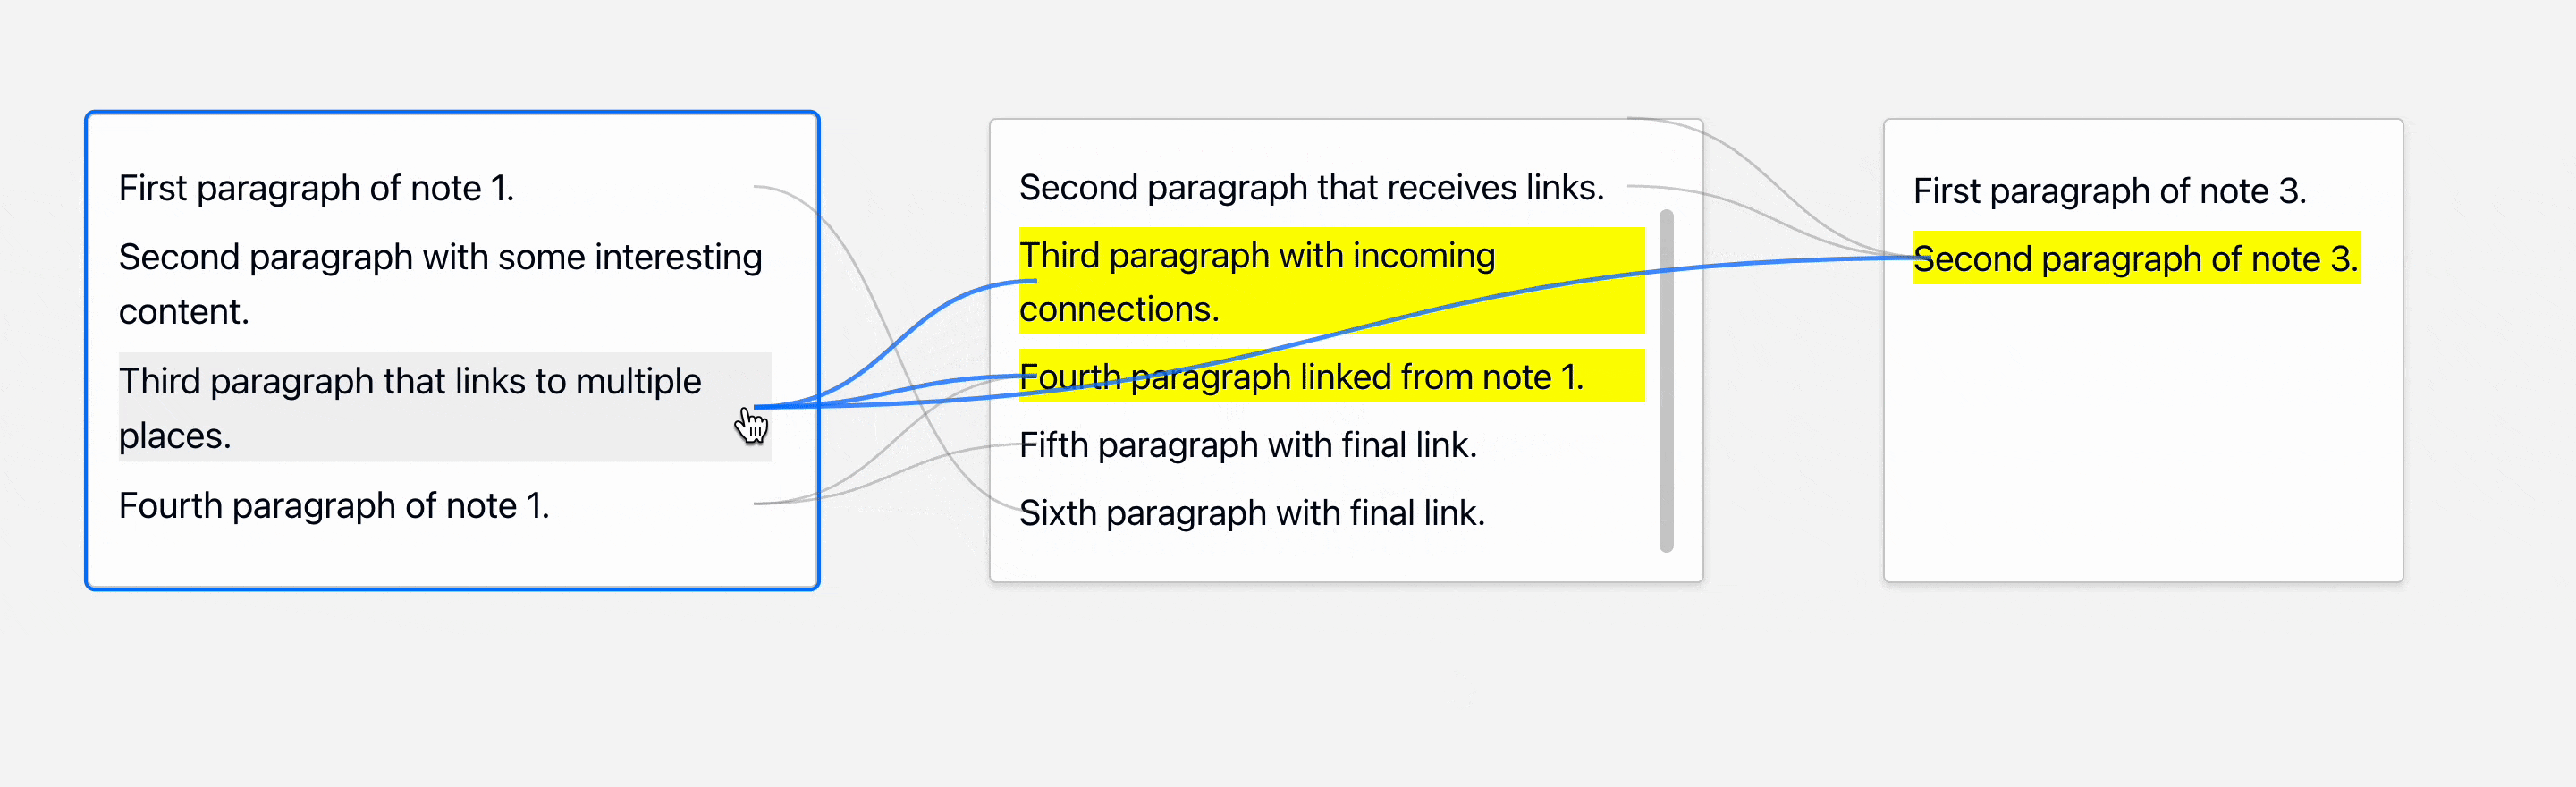 First paragraph of note 1.
Second paragraph with some interesting
content.
Third paragraph that links to multiple
places.
Fourth paragraph of note 1.
Second paragraph that receives links.
Third paragraph with incoming
connections.
Fourth paragraph linked from note 1.
Fifth paragraph with final link.
Sixth paragraph with final link.
First paragraph of note 3.
Second paragraph of note 3.